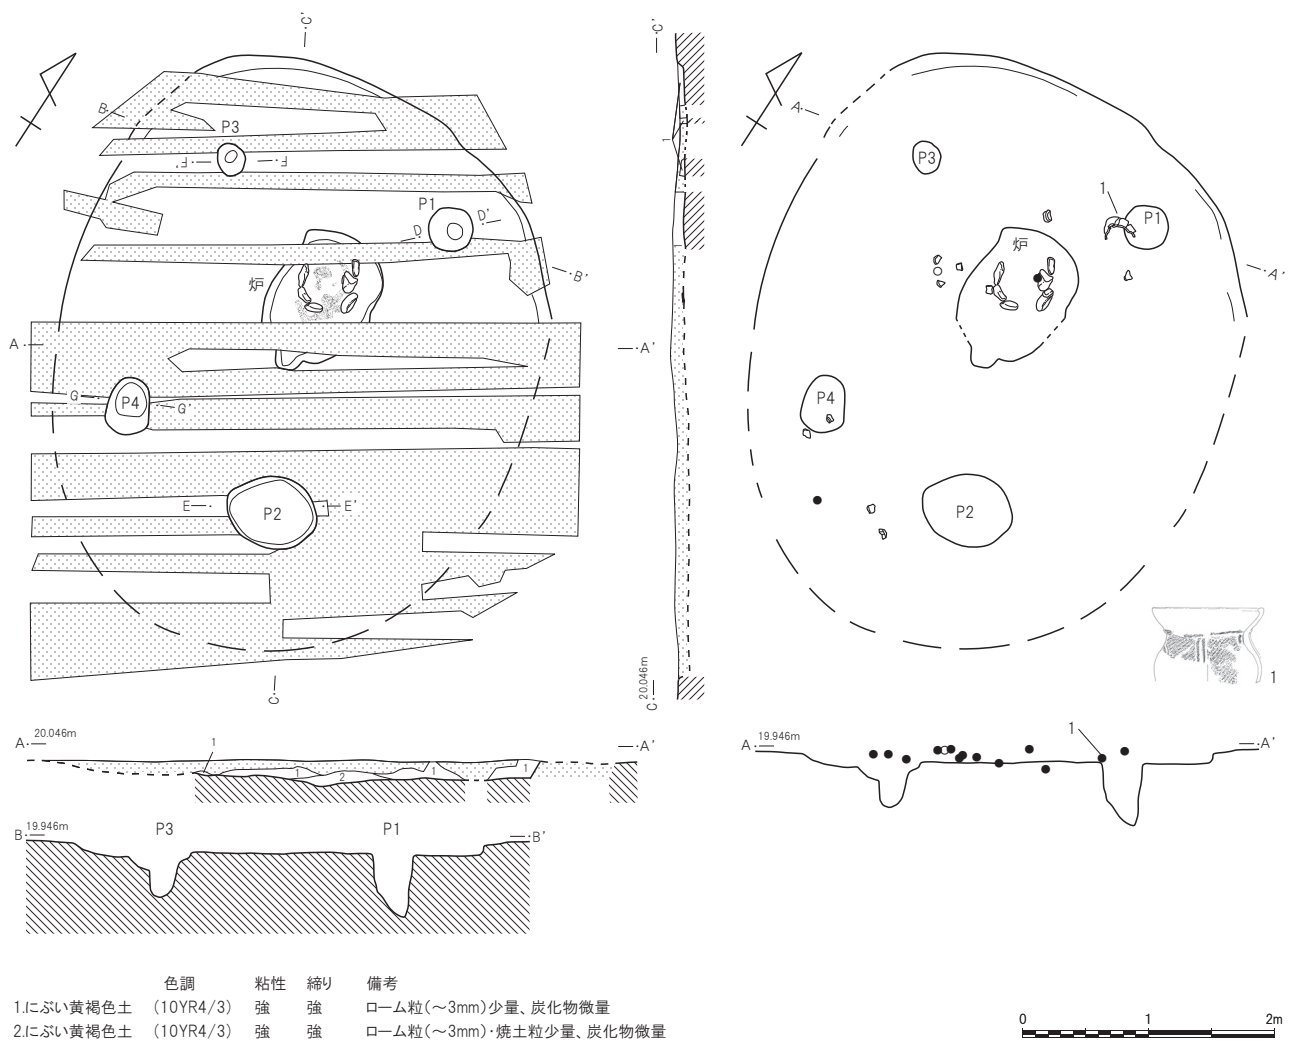 C'
B
P3
F'
F
P1
D
D'
B'
炉
A
A'
G
P4
G'
E
P2
E'
C
C'
1
20.046m
C
A
P3
1
P1
炉
A'
P4
P2
1
A 20.046m
1
A'
1
2
1
1
B 19.946m
P3
P1
B'
A 19.946m
1
A'
色調 粘性 締り 備考
1.にぶい黄褐色土 (10YR4/3) 強 強 ローム粒(～3mm)少量、炭化物微量
2.にぶい黄褐色土 (10YR4/3) 強 強 ローム粒(～3mm)・焼土粒少量、炭化物微量
0 1 2m